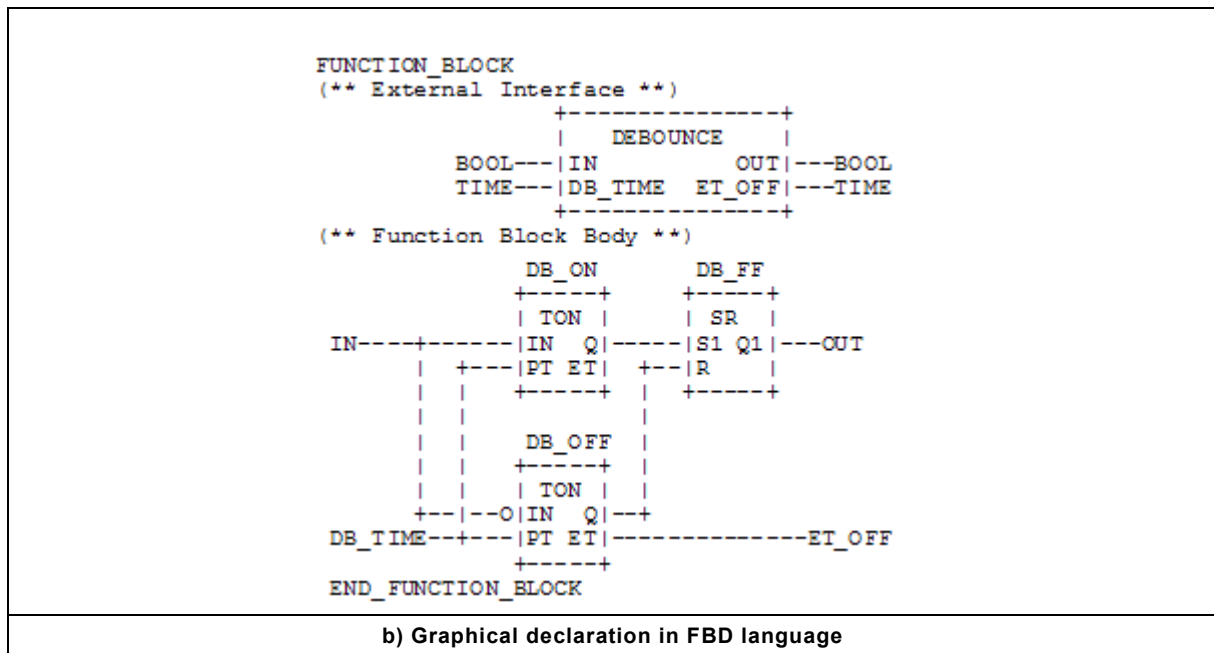 FUNCTION_BLOCK
(** External Interface **)
                   +---------------+
                   |    DEBOUNCE     |
           BOOL---|IN          OUT|---BOOL
           TIME---|DB_TIME  ET_OFF|---TIME
                   +---------------+
(** Function Block Body **)
                DB_ON       DB_FF
               +-----+     +-----+
               | TON |     | SR  |
 IN----+------|IN  Q|-----|S1 Q1|---OUT
       |  +---|PT ET|  +--|R    |
       |  |   +-----+  |  +-----+
       |  |            |
       |  |    DB_OFF  |
       |  |   +-----+  |
       |  |   | TON |  |
       +--|--O|IN  Q|--+
 DB_TIME--+---|PT ET|--------------ET_OFF
              +-----+
 END_FUNCTION_BLOCK
b) Graphical declaration in FBD language